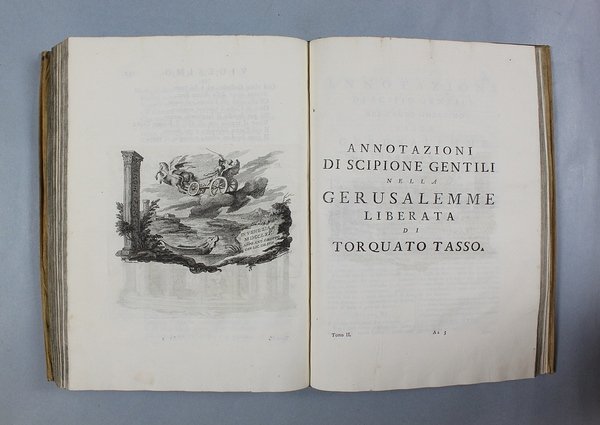 ANNOTAZIONI
DI SCIPIONE GENTILI
NELLA
GERUSALEMME
LIBERATA
DI
TORQUATO TASSO.
Tomo II.